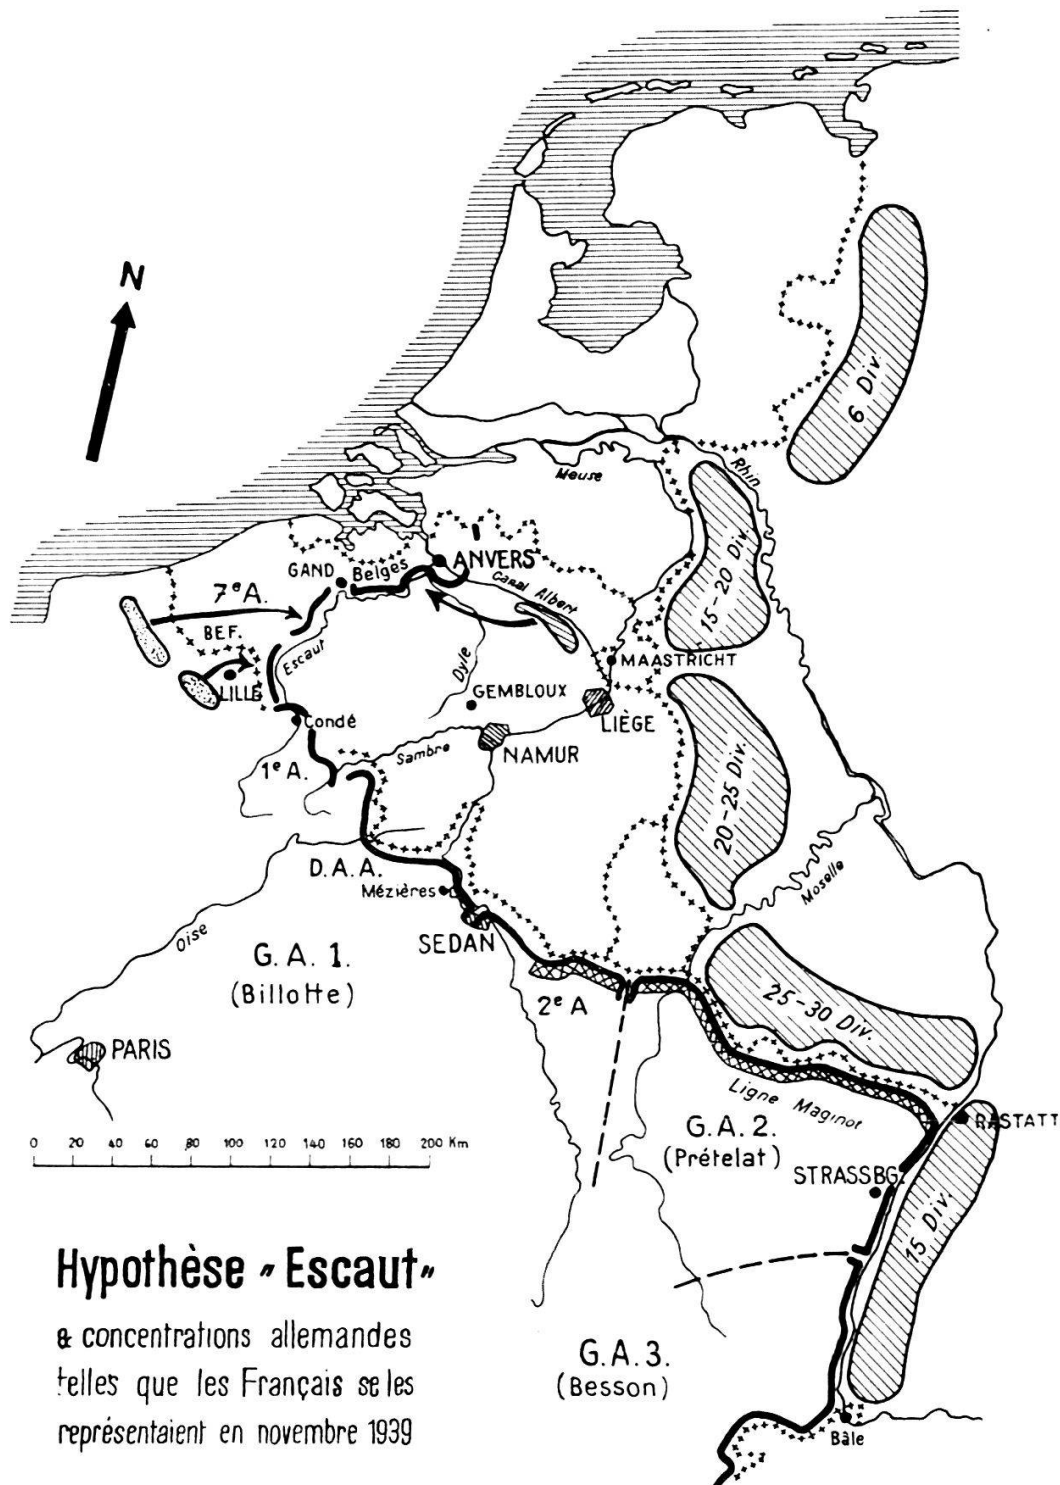 N
6 Div
Rhin
Meuse
15-20 Div.
ANVERS
Belges
GAND
Canal Albert
7e A.
B.E.F.
Escaut
LILLE
Dyle
MAASTRICHT
GEMBLOUX
LIÈGE
Condé
NAMUR
Sambre
1e A.
20-25 Div.
D.A.A.
Mézières
Moselle
SEDAN
Oise
G.A.1.
(Billotte)
2e A
25-30 Div.
PARIS
Ligne Maginot
RASTATT
G.A.2.
(Prételat)
STRASSBG.
0 20 40 60 80 100 120 140 160 180 200 Km
15 Div.
Hypothèse "Escaut"
& concentrations allemandes
telles que les Français se les
représentaient en novembre 1939
G.A.3.
(Besson)
Bâle